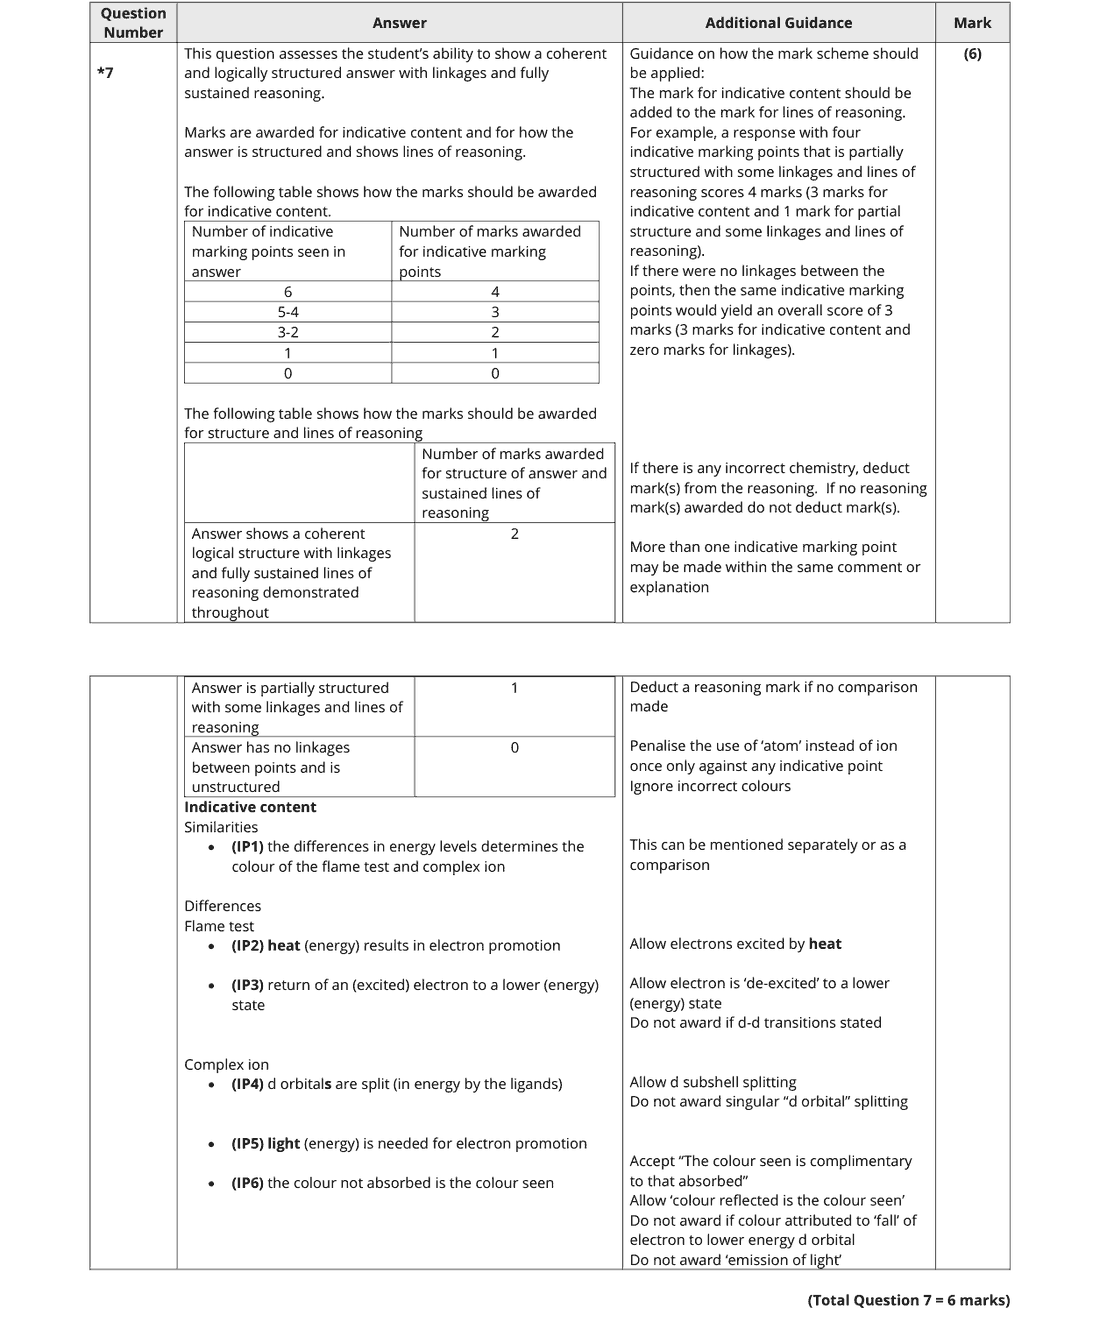 Question Number
Answer
Additional Guidance
Mark
*7
This question assesses the student's ability to show a coherent
and logically structured answer with linkages and fully
sustained reasoning.
Marks are awarded for indicative content and for how the
answer is structured and shows lines of reasoning.
The following table shows how the marks should be awarded
for indicative content.
Number of indicative
marking points seen in
answer
Number of marks awarded
for indicative marking
points
6 4
5-4 3
3-2 2
1 1
0 0
The following table shows how the marks should be awarded
for structure and lines of reasoning
Number of marks awarded
for structure of answer and
sustained lines of
reasoning
Answer shows a coherent
logical structure with linkages
and fully sustained lines of
reasoning demonstrated
throughout
2
Guidance on how the mark scheme should
be applied:
The mark for indicative content should be
added to the mark for lines of reasoning.
For example, a response with four
indicative marking points that is partially
structured with some linkages and lines of
reasoning scores 4 marks (3 marks for
indicative content and 1 mark for partial
structure and some linkages and lines of
reasoning).
If there were no linkages between the
points, then the same indicative marking
points would yield an overall score of 3
marks (3 marks for indicative content and
zero marks for linkages).
If there is any incorrect chemistry, deduct
mark(s) from the reasoning. If no reasoning
mark(s) awarded do not deduct mark(s).
More than one indicative marking point
may be made within the same comment or
explanation
(6)
Answer is partially structured
with some linkages and lines of
reasoning
1
Answer has no linkages
between points and is
unstructured
0
Deduct a reasoning mark if no comparison
made
Penalise the use of 'atom' instead of ion
once only against any indicative point
Ignore incorrect colours
Indicative content
Similarities
• (IP1) the differences in energy levels determines the
colour of the flame test and complex ion
This can be mentioned separately or as a
comparison
Differences
Flame test
• (IP2) heat (energy) results in electron promotion
Allow electrons excited by heat
• (IP3) return of an (excited) electron to a lower (energy)
state
Allow electron is 'de-excited' to a lower
(energy) state
Do not award if d-d transitions stated
Complex ion
• (IP4) d orbitals are split (in energy by the ligands)
Allow d subshell splitting
Do not award singular "d orbital" splitting
• (IP5) light (energy) is needed for electron promotion
• (IP6) the colour not absorbed is the colour seen
Accept "The colour seen is complimentary
to that absorbed"
Allow 'colour reflected is the colour seen'
Do not award if colour attributed to 'fall' of
electron to lower energy d orbital
Do not award 'emission of light'
(Total Question 7 = 6 marks)